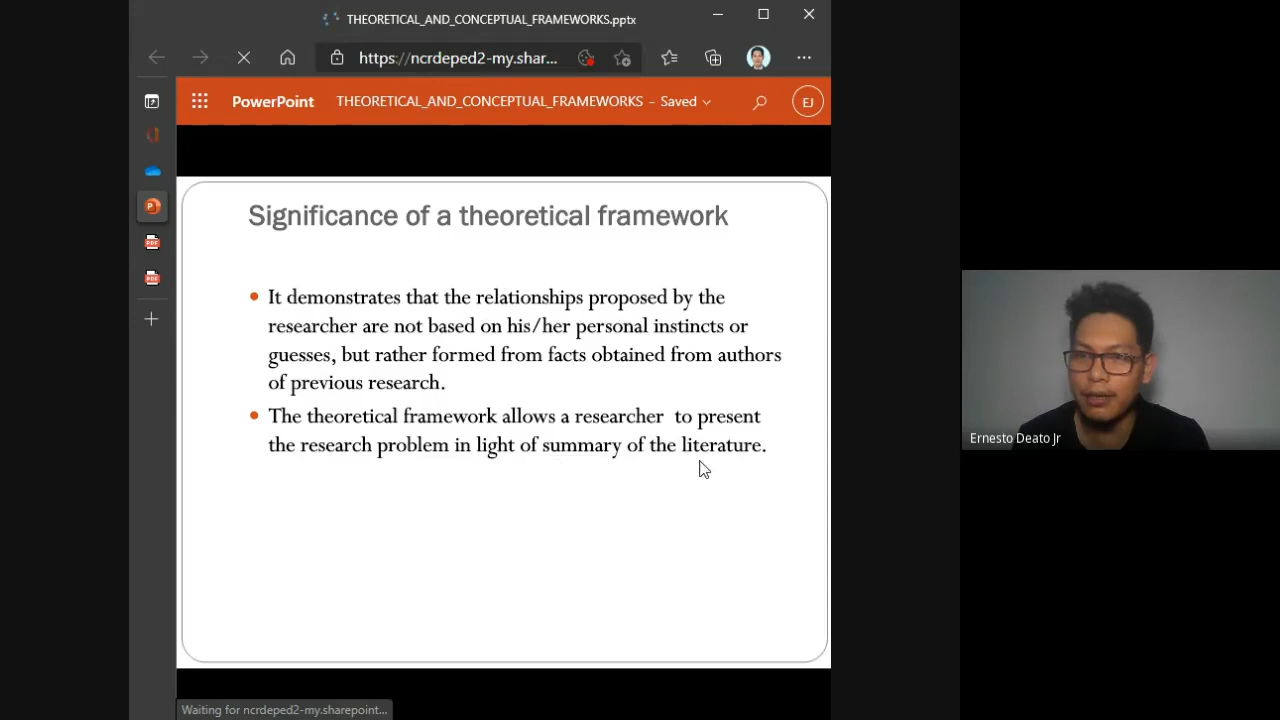 THEORETICAL_AND_CONCEPTUAL_FRAMEWORKS.pptx
https://ncrdeped2-my.shar...
PowerPoint THEORETICAL_AND_CONCEPTUAL_FRAMEWORKS - Saved
EJ
Significance of a theoretical framework
• It demonstrates that the relationships proposed by the
researcher are not based on his/her personal instincts or
guesses, but rather formed from facts obtained from authors
of previous research.
• The theoretical framework allows a researcher to present
the research problem in light of summary of the literature.
Ernesto Deato Jr
PDF
PDF
Waiting for ncrdeped2-my.sharepoint...